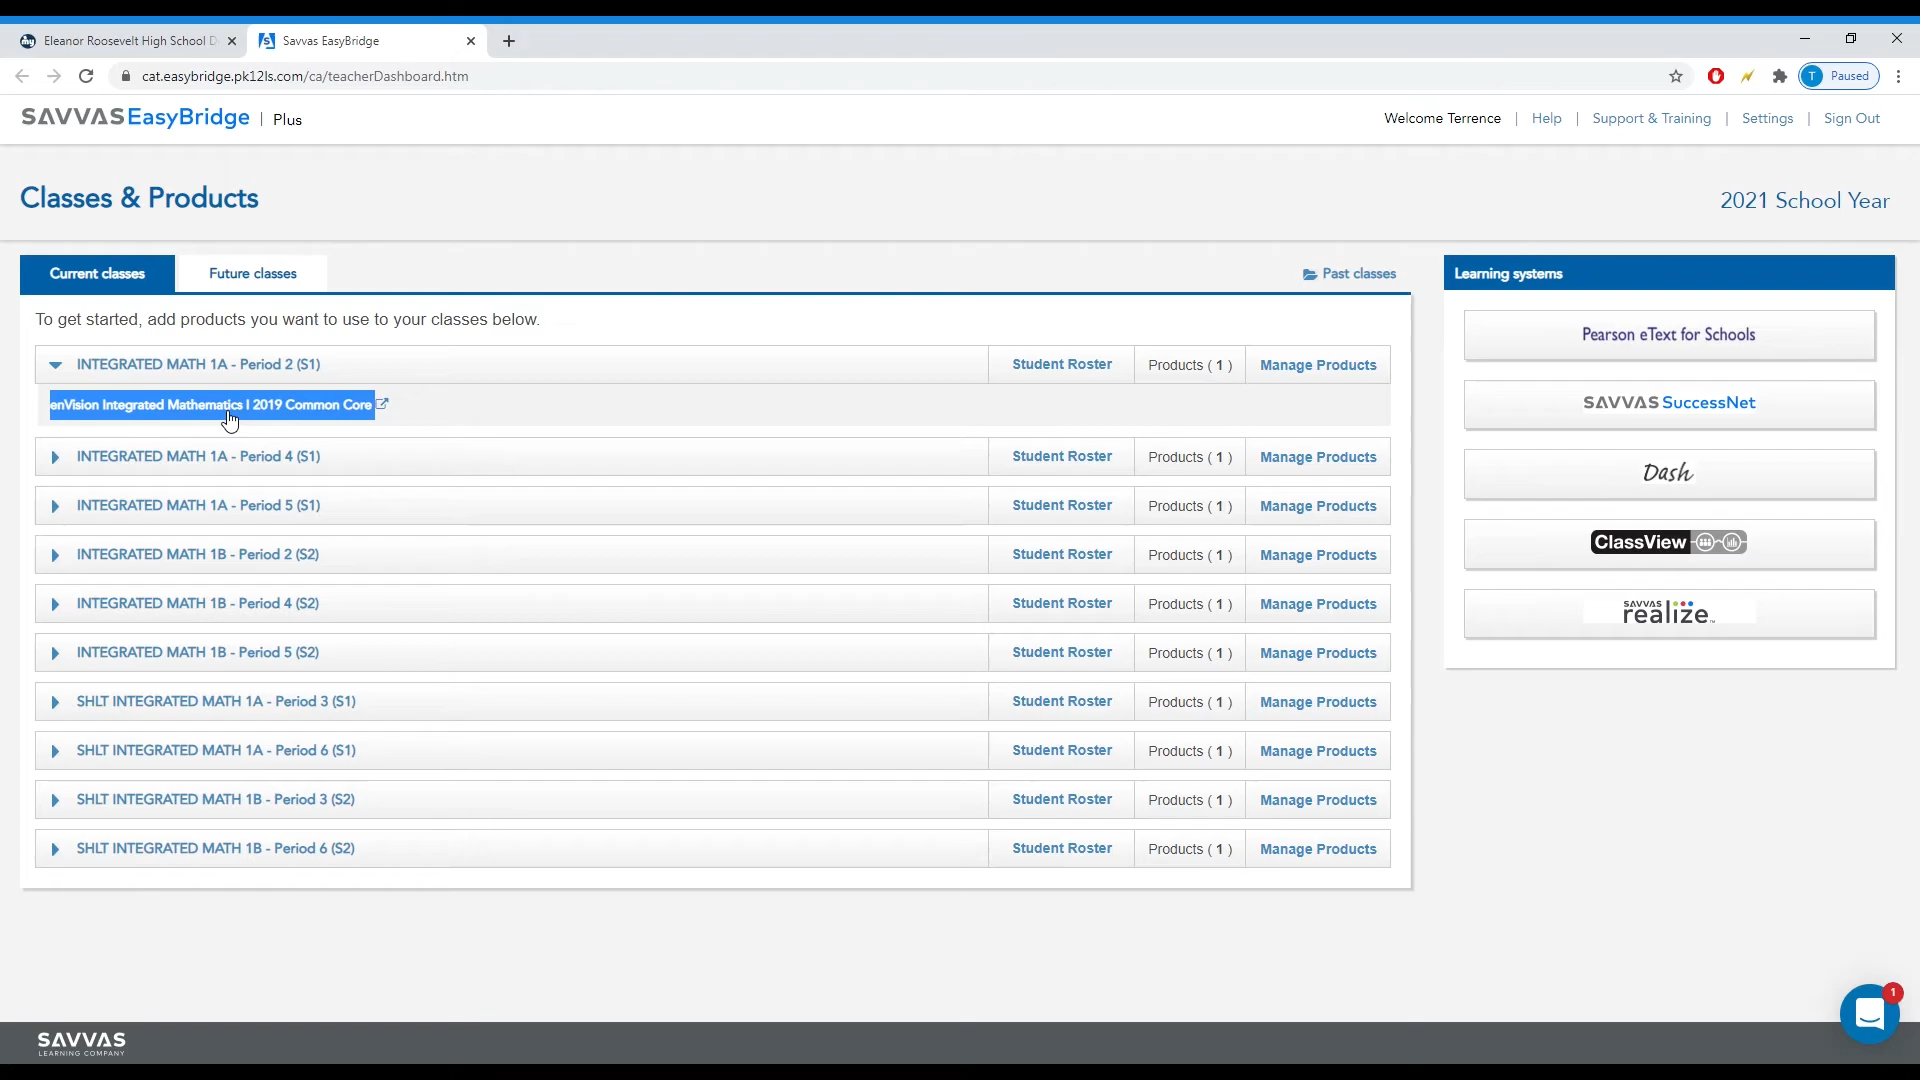 Eleanor Roosevelt High School D
Savvas EasyBridge
cat.easybridge.pk12ls.com/ca/teacherDashboard.htm
T Paused
SAVVAS EasyBridge | Plus
Welcome Terrence | Help | Support & Training | Settings | Sign Out
Classes & Products
2021 School Year
Current classes
Future classes
Past classes
To get started, add products you want to use to your classes below.
INTEGRATED MATH 1A - Period 2 (S1) Student Roster Products ( 1 ) Manage Products
enVision Integrated Mathematics I 2019 Common Core
INTEGRATED MATH 1A - Period 4 (S1) Student Roster Products ( 1 ) Manage Products
INTEGRATED MATH 1A - Period 5 (S1) Student Roster Products ( 1 ) Manage Products
INTEGRATED MATH 1B - Period 2 (S2) Student Roster Products ( 1 ) Manage Products
INTEGRATED MATH 1B - Period 4 (S2) Student Roster Products ( 1 ) Manage Products
INTEGRATED MATH 1B - Period 5 (S2) Student Roster Products ( 1 ) Manage Products
SHLT INTEGRATED MATH 1A - Period 3 (S1) Student Roster Products ( 1 ) Manage Products
SHLT INTEGRATED MATH 1A - Period 6 (S1) Student Roster Products ( 1 ) Manage Products
SHLT INTEGRATED MATH 1B - Period 3 (S2) Student Roster Products ( 1 ) Manage Products
SHLT INTEGRATED MATH 1B - Period 6 (S2) Student Roster Products ( 1 ) Manage Products
Learning systems
Pearson eText for Schools
SAVVAS SuccessNet
Dash
ClassView
SAVVAS
realize™
1
SAVVAS
LEARNING COMPANY